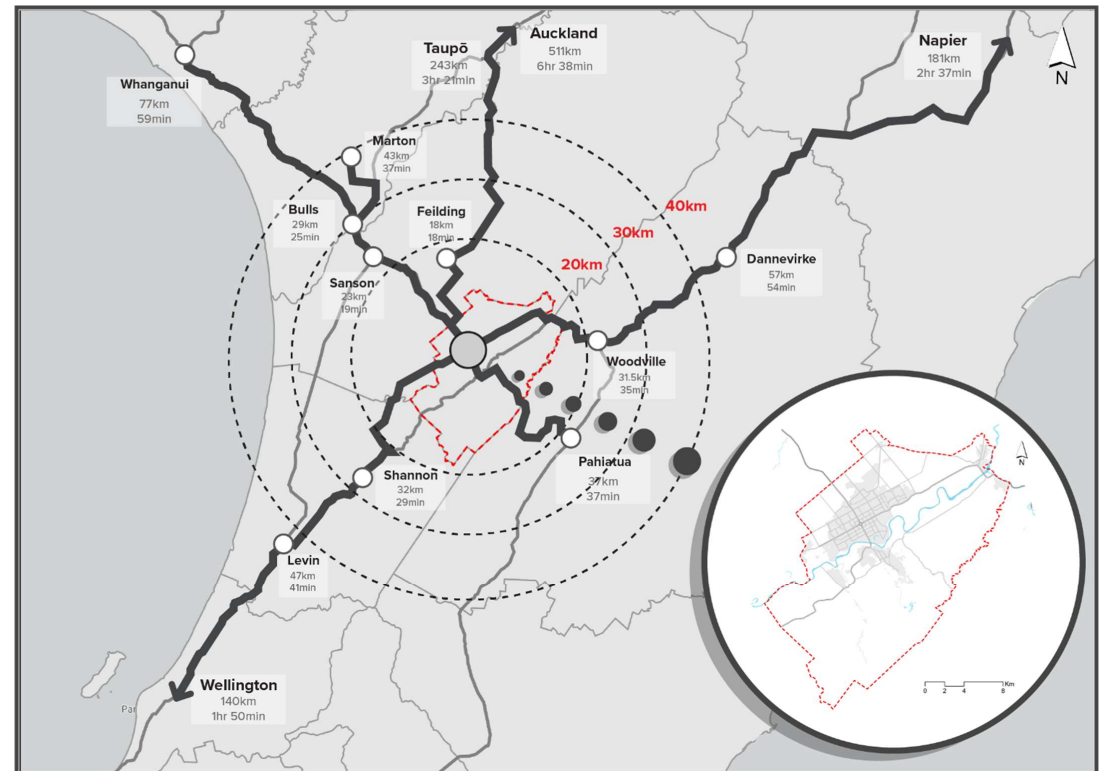 Auckland
511km
6hr 38min
Taupō
243km
3hr 21min
Napier
181km
2hr 37min
N
Whanganui
77km
59min
Marton
43km
37min
Bulls
29km
25min
Feilding
18km
18min
40km
30km
20km
Sanson
23km
19min
Dannevirke
57km
54min
Woodville
31.5km
35min
Shannon
32km
29min
Pahiatua
37km
37min
Levin
47km
41min
Wellington
140km
1hr 50min
Par
N
Km
0 2 4 8